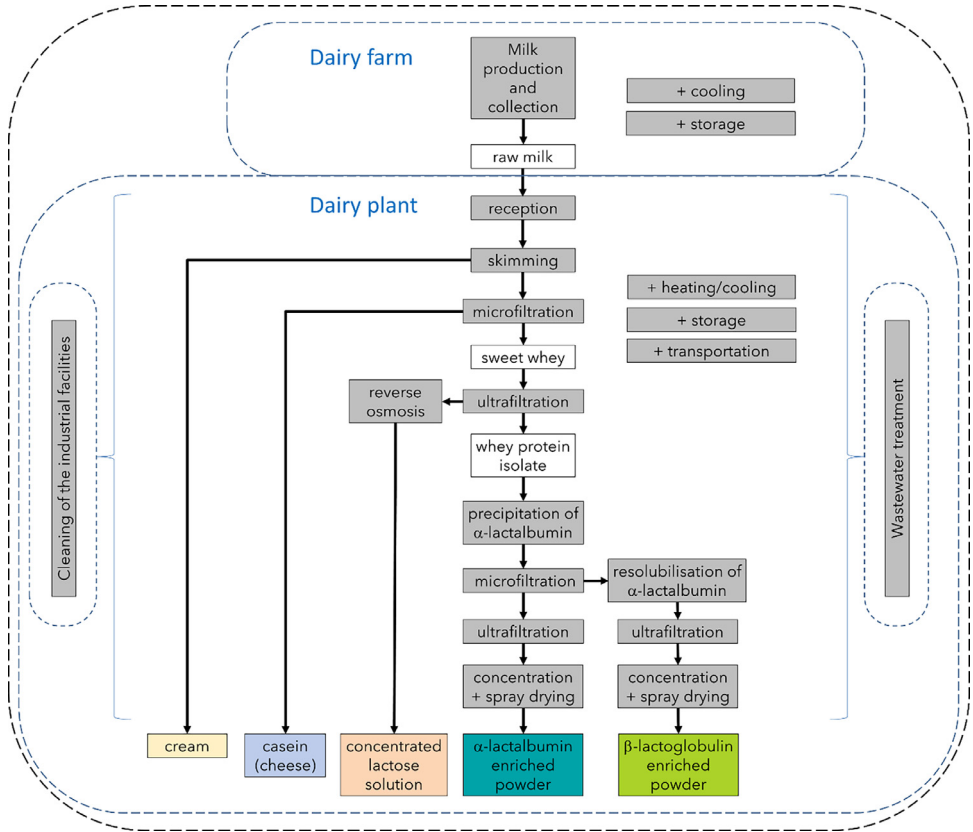 Dairy farm
Milk
production
and
collection
+ cooling
+ storage
raw milk
Dairy plant
reception
skimming
+ heating/cooling
microfiltration
+ storage
+ transportation
sweet whey
reverse
osmosis
ultrafiltration
whey protein
isolate
Cleaning of the industrial facilities
Wastewater treatment
precipitation of
α-lactalbumin
microfiltration
resolubilisation of
α-lactalbumin
ultrafiltration
ultrafiltration
concentration
+ spray drying
concentration
+ spray drying
cream
casein
(cheese)
concentrated
lactose
solution
α-lactalbumin
enriched
powder
β-lactoglobulin
enriched
powder